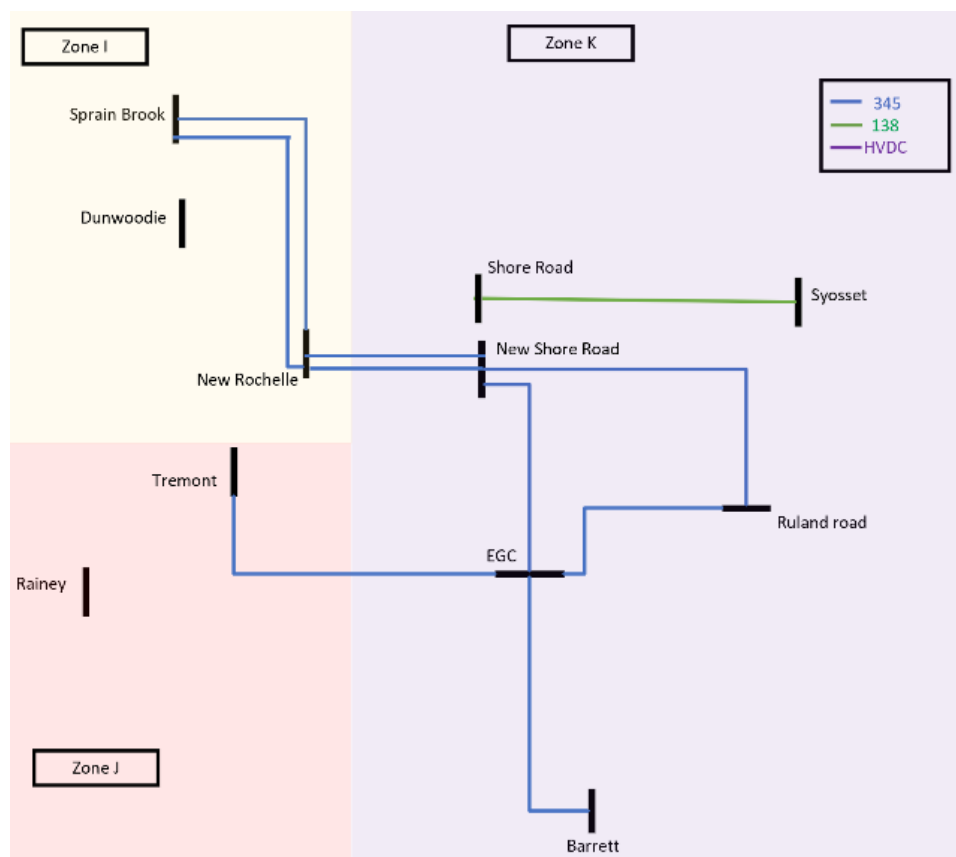 Zone I
Zone K
345
138
HVDC
Sprain Brook
Dunwoodie
Shore Road
Syosset
New Shore Road
New Rochelle
Tremont
Ruland road
EGC
Rainey
Zone J
Barrett